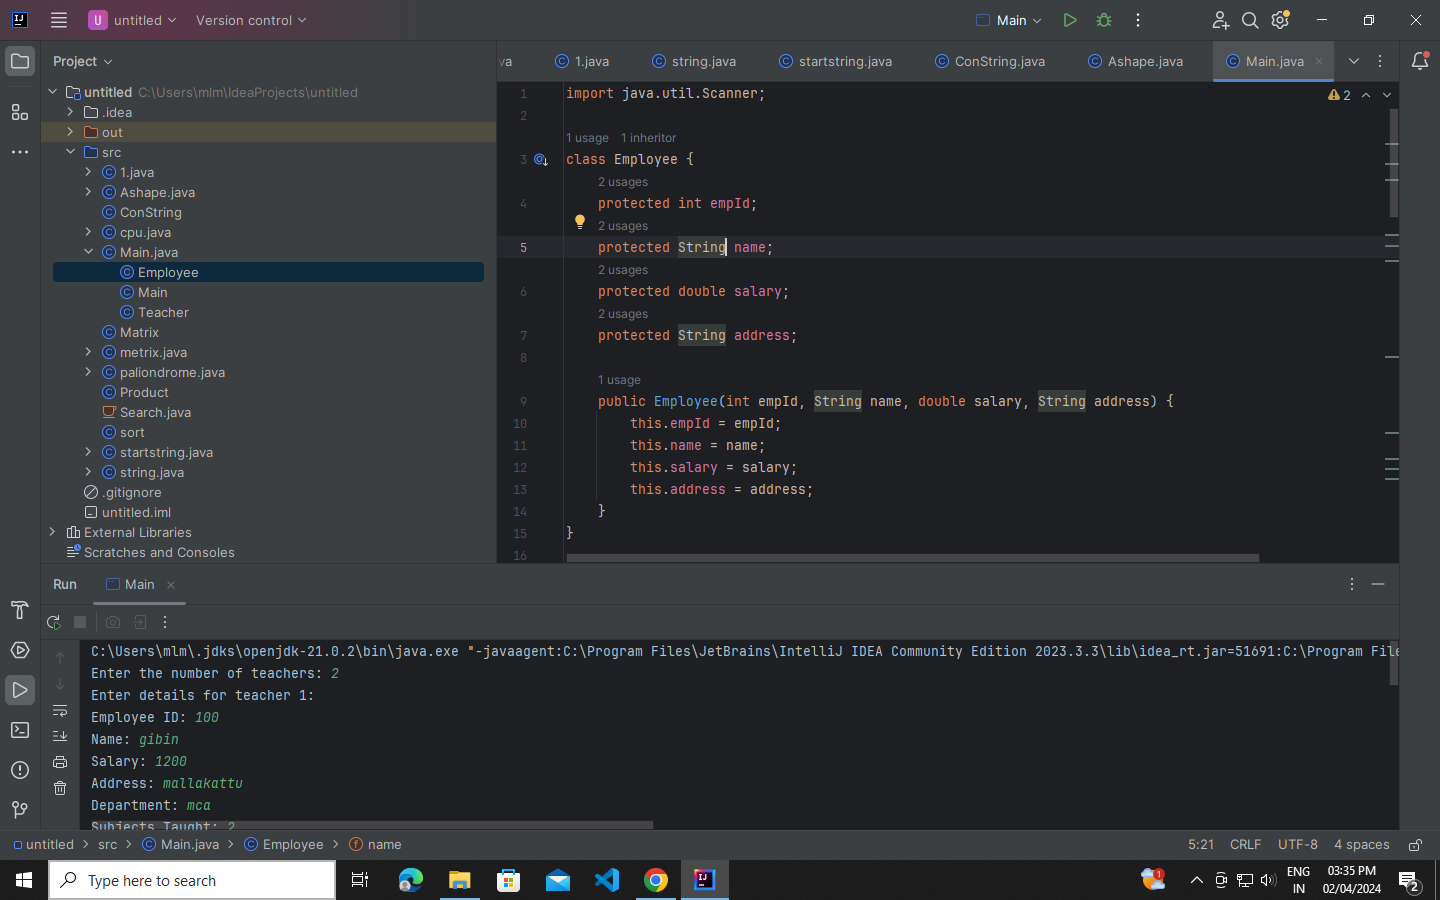 U untitled Version control Main
Project
va 1.java string.java startstring.java ConString.java Ashape.java Main.java
untitled C:\Users\mlm\IdeaProjects\untitled
.idea
out
src
1.java
Ashape.java
ConString
cpu.java
Main.java
Employee
Main
Teacher
Matrix
metrix.java
paliondrome.java
Product
Search.java
sort
startstring.java
string.java
.gitignore
untitled.iml
External Libraries
Scratches and Consoles
2
1 import java.util.Scanner;
2
1 usage 1 inheritor
3 class Employee {
2 usages
4 protected int empId;
2 usages
5 protected String name;
2 usages
6 protected double salary;
2 usages
7 protected String address;
8
1 usage
9 public Employee(int empId, String name, double salary, String address) {
10 this.empId = empId;
11 this.name = name;
12 this.salary = salary;
13 this.address = address;
14 }
15 }
16
Run Main
C:\Users\mlm\.jdks\openjdk-21.0.2\bin\java.exe "-javaagent:C:\Program Files\JetBrains\IntelliJ IDEA Community Edition 2023.3.3\lib\idea_rt.jar=51691:C:\Program File
Enter the number of teachers: 2
Enter details for teacher 1:
Employee ID: 100
Name: gibin
Salary: 1200
Address: mallakattu
Department: mca
Subjects Taught: 2
untitled > src > Main.java > Employee > name 5:21 CRLF UTF-8 4 spaces
Type here to search
1
ENG
IN
03:35 PM
02/04/2024
2